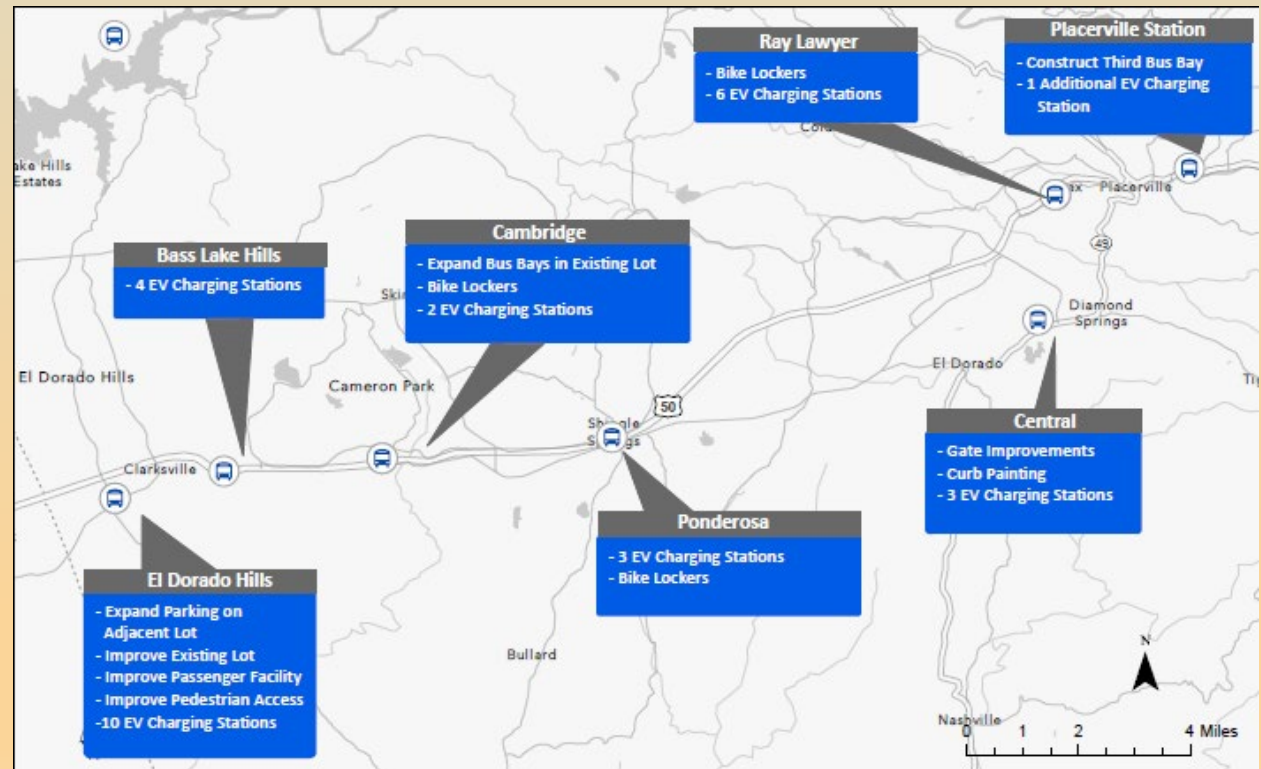 Placerville Station
- Construct Third Bus Bay
- 1 Additional EV Charging
Station
Ray Lawyer
- Bike Lockers
- 6 EV Charging Stations
ake Hills
Estates
Placerville
49
Cambridge
- Expand Bus Bays in Existing Lot
- Bike Lockers
- 2 EV Charging Stations
Bass Lake Hills
- 4 EV Charging Stations
Diamond
Springs
El Dorado
El Dorado Hills
Cameron Park
50
Clarksville
Central
- Gate Improvements
- Curb Painting
- 3 EV Charging Stations
Ponderosa
- 3 EV Charging Stations
- Bike Lockers
El Dorado Hills
- Expand Parking on
Adjacent Lot
- Improve Existing Lot
- Improve Passenger Facility
- Improve Pedestrian Access
-10 EV Charging Stations
Bullard
N
Nashville
0 1 2 4 Miles